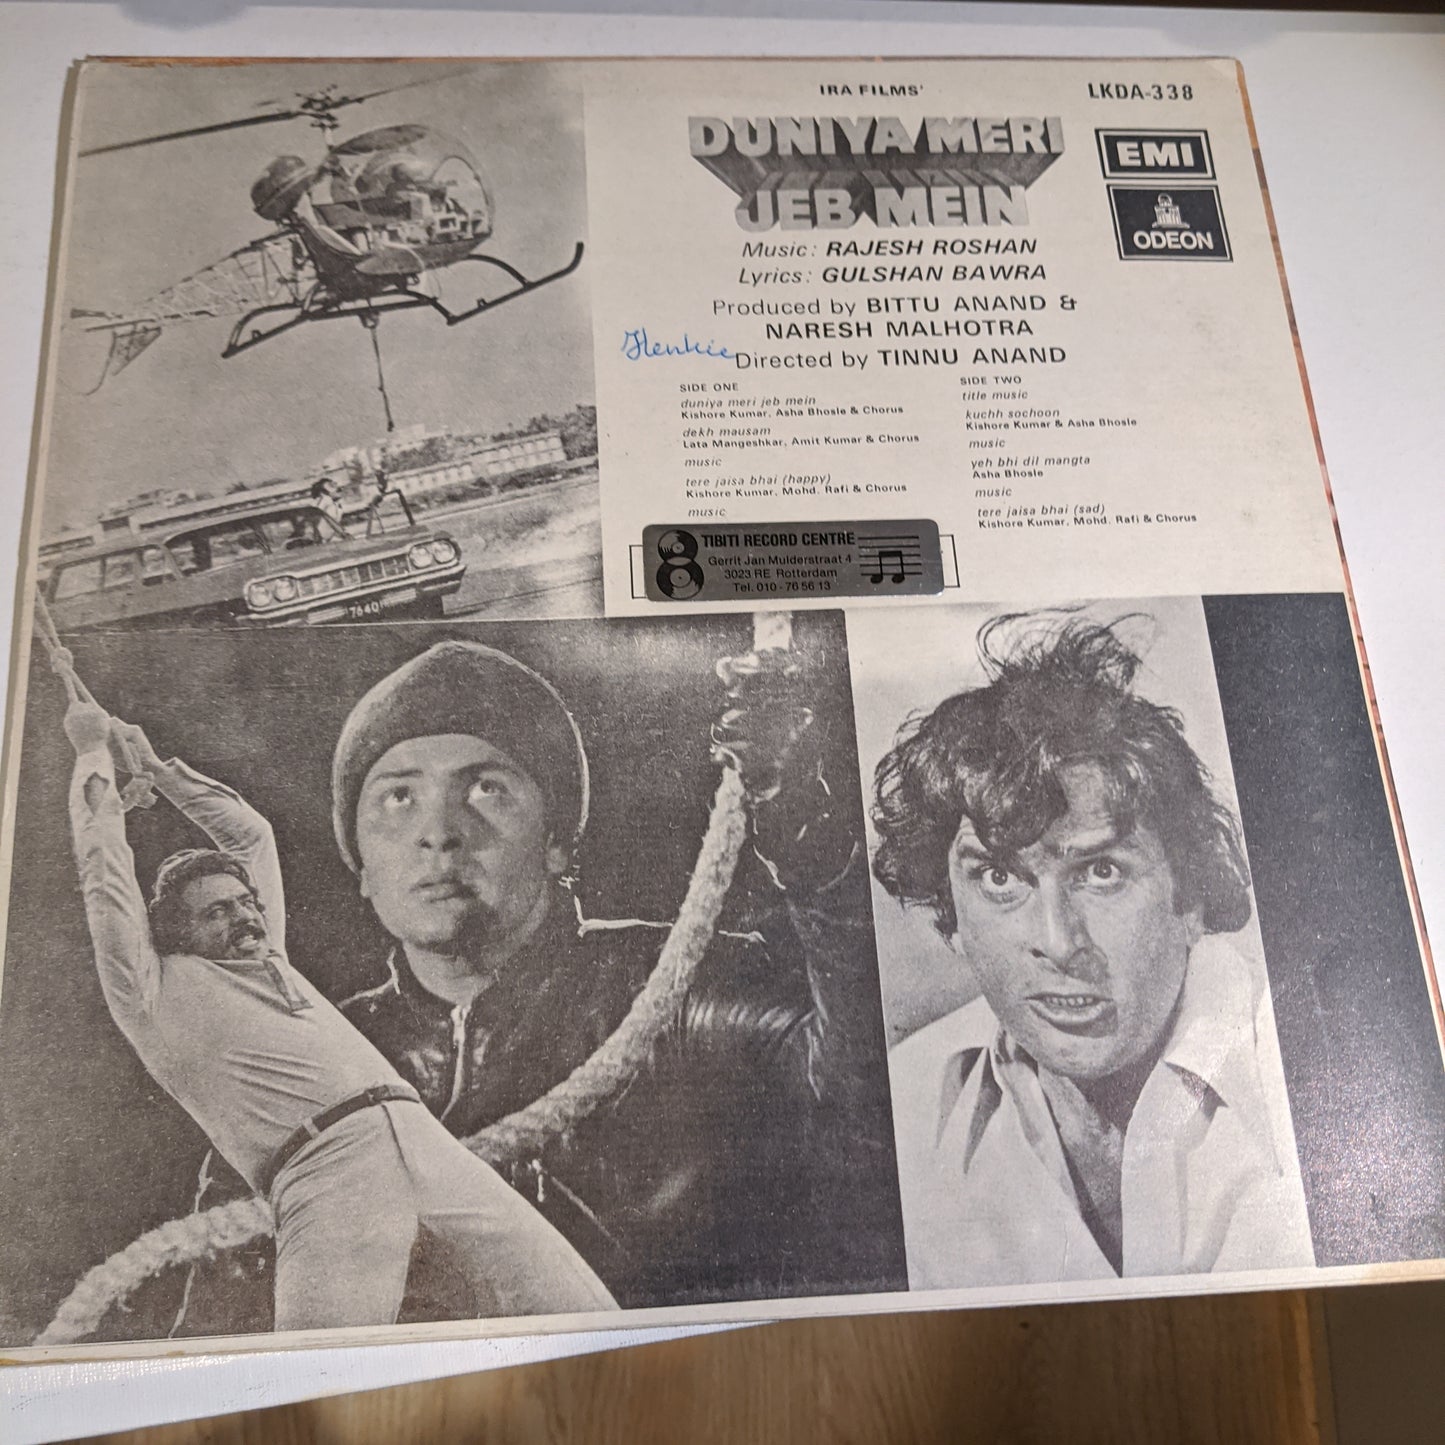 IRA FILMS'
LKDA-338
DUNIYA MERI
JEB MEIN
EMI
ODEON
Music: RAJESH ROSHAN
Lyrics: GULSHAN BAWRA
Produced by BITTU ANAND &
NARESH MALHOTRA
Henkie
Directed by TINNU ANAND
SIDE ONE
duniya meri jeb mein
Kishore Kumar, Asha Bhosle & Chorus
dekh mausam
Lata Mangeshkar, Amit Kumar & Chorus
music
tere jaisa bhai (happy)
Kishore Kumar, Mohd. Rafi & Chorus
music
SIDE TWO
title music
kuchh sochoon
Kishore Kumar & Asha Bhosle
music
yeh bhi dil mangta
Asha Bhosle
music
tere jaisa bhai (sad)
Kishore Kumar, Mohd. Rafi & Chorus
TIBITI RECORD CENTRE
Gerrit Jan Mulderstraat 4
3023 RE Rotterdam
Tel. 010 - 76 56 13
7640